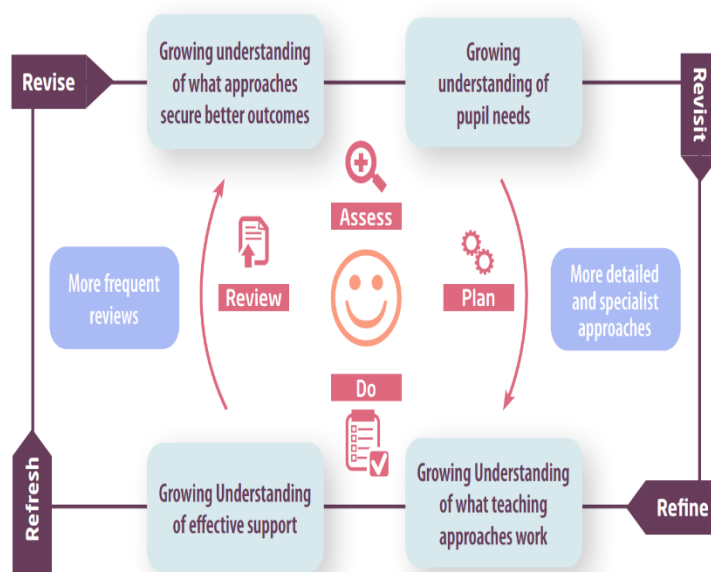 Revise
Growing understanding
of what approaches
secure better outcomes
Growing
understanding of
pupil needs
Revisit
Assess
More frequent
reviews
Review
Plan
More detailed
and specialist
approaches
Do
Refresh
Growing Understanding
of effective support
Growing Understanding
of what teaching
approaches work
Refine